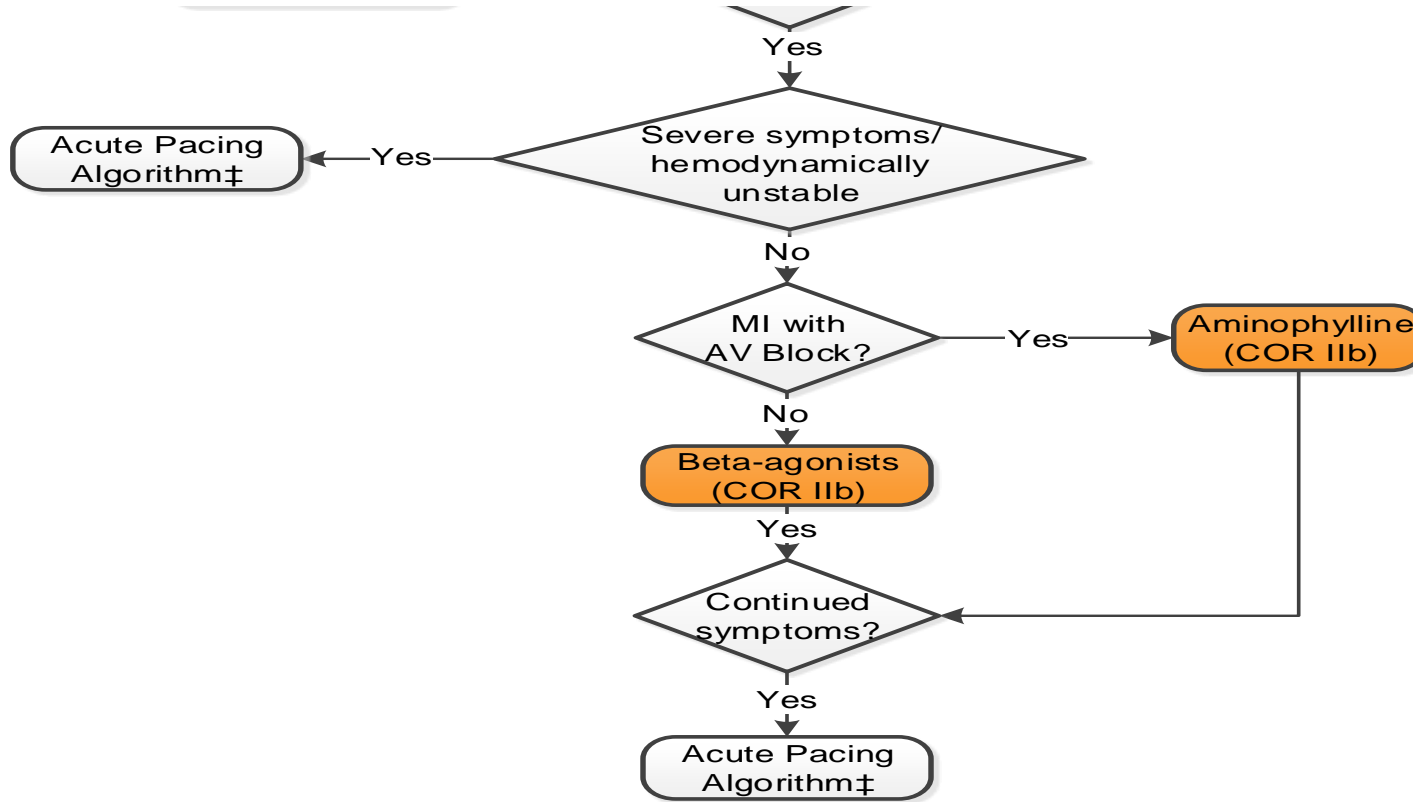 Yes
Severe symptoms/
hemodynamically
unstable
Yes
Acute Pacing
Algorithm‡
No
MI with
AV Block?
Yes
Aminophylline
(COR IIb)
No
Beta-agonists
(COR IIb)
Yes
Continued
symptoms?
Yes
Acute Pacing
Algorithm‡